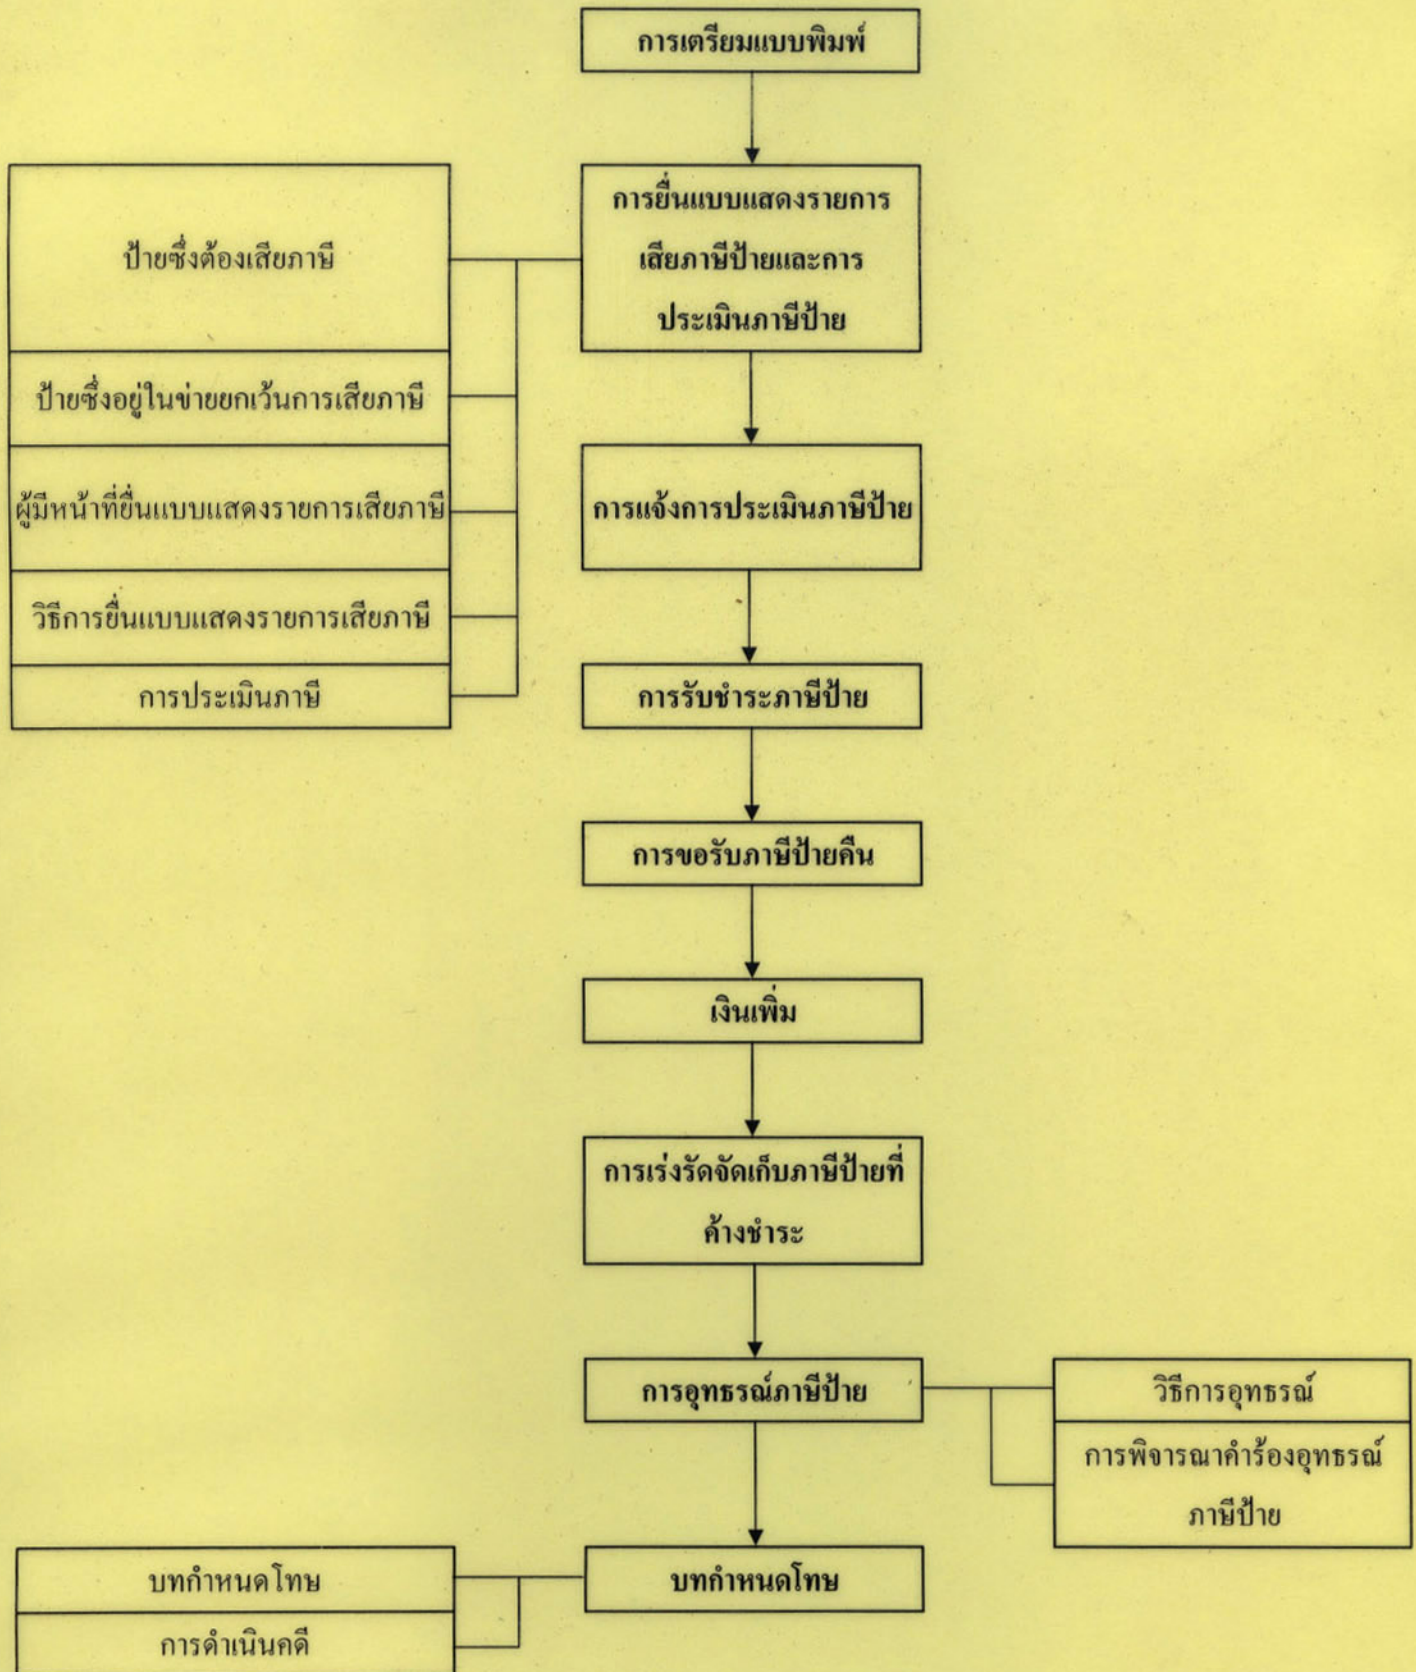 การเตรียมแบบพิมพ์
การยื่นแบบแสดงรายการ
เสียภาษีป้ายและการ
ประเมินภาษีป้าย
ป้ายซึ่งต้องเสียภาษี
ป้ายซึ่งอยู่ในข่ายยกเว้นการเสียภาษี
ผู้มีหน้าที่ยื่นแบบแสดงรายการเสียภาษี
วิธีการยื่นแบบแสดงรายการเสียภาษี
การประเมินภาษี
การแจ้งการประเมินภาษีป้าย
การรับชำระภาษีป้าย
การขอรับภาษีป้ายคืน
เงินเพิ่ม
การเร่งรัดจัดเก็บภาษีป้ายที่
ค้างชำระ
การอุทธรณ์ภาษีป้าย
วิธีการอุทธรณ์
การพิจารณาคำร้องอุทธรณ์
ภาษีป้าย
บทกำหนดโทษ
บทกำหนดโทษ
การดำเนินคดี